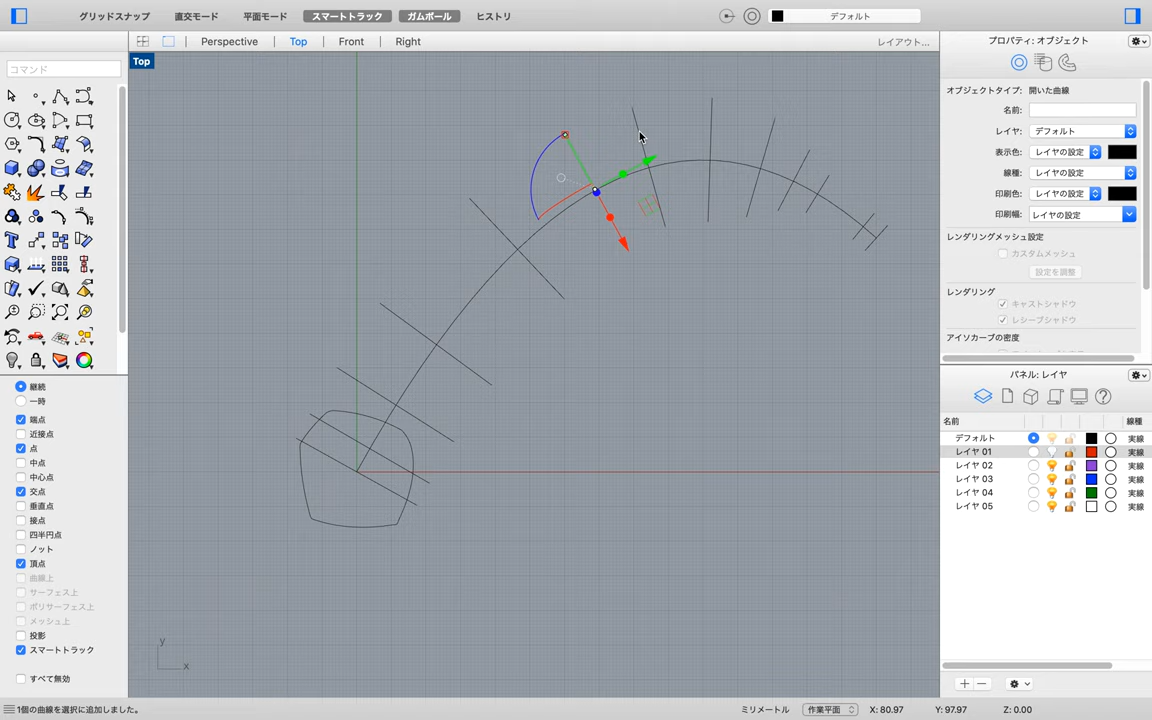 グリッドスナップ 直交モード 平面モード スマートトラック ガムボール ヒストリ デフォルト
Perspective Top Front Right レイアウト...
プロパティ: オブジェクト
Top
コマンド
オブジェクトタイプ: 開いた曲線
名前:
レイヤ: デフォルト
表示色: レイヤの設定
線種: レイヤの設定
印刷色: レイヤの設定
印刷幅: レイヤの設定
レンダリングメッシュ設定
カスタムメッシュ
設定を調整
レンダリング
キャストシャドウ
レシーブシャドウ
アイソカーブの密度
パネル: レイヤ
名前 線種
デフォルト 実線
レイヤ 01 実線
レイヤ 02 実線
レイヤ 03 実線
レイヤ 04 実線
レイヤ 05 実線
継続
一時
端点
近接点
点
中点
中心点
交点
垂直点
接点
四半円点
ノット
頂点
曲線上
サーフェス上
ポリサーフェス上
メッシュ上
投影
スマートトラック
すべて無効
y
x
1個の曲線を選択に追加しました。 ミリメートル 作業平面 X: 80.97 Y: 97.97 Z: 0.00